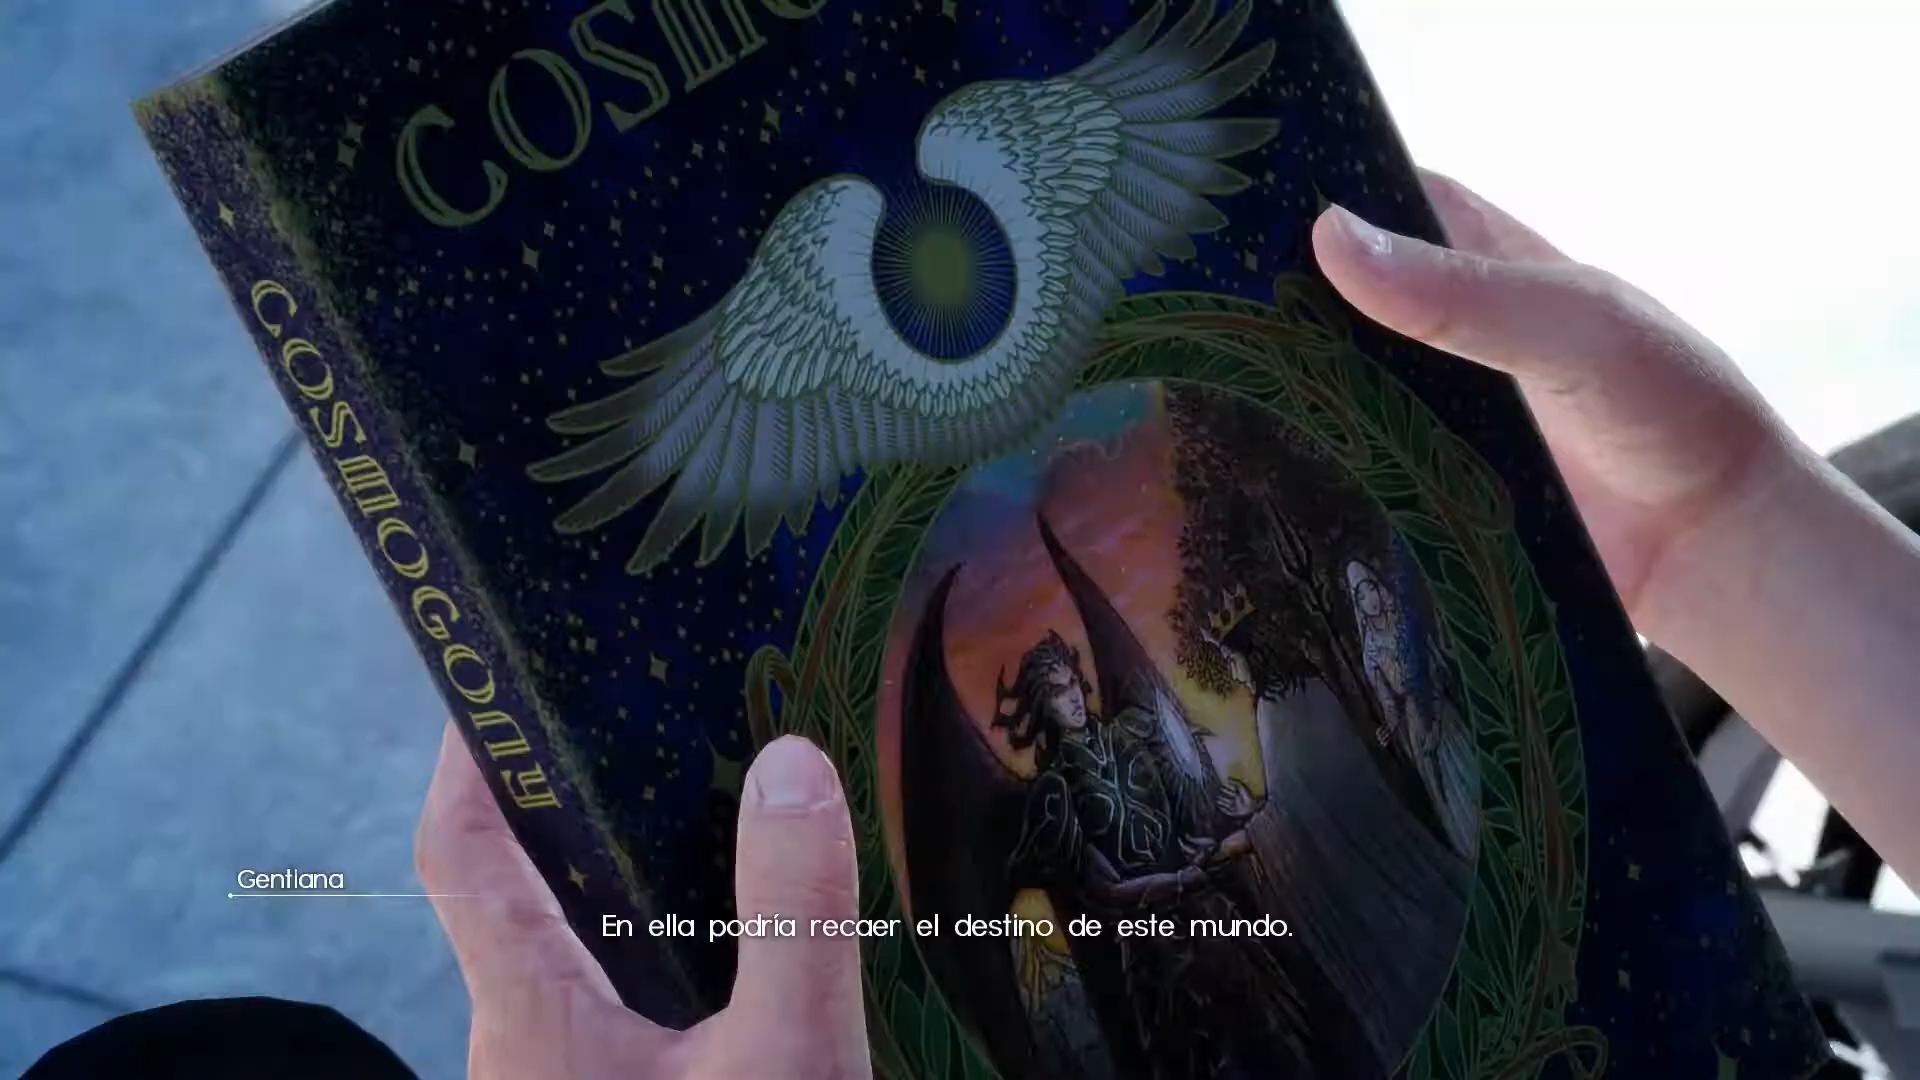 COSMO
COSMOGONY
Gentiana
En ella podría recaer el destino de este mundo.